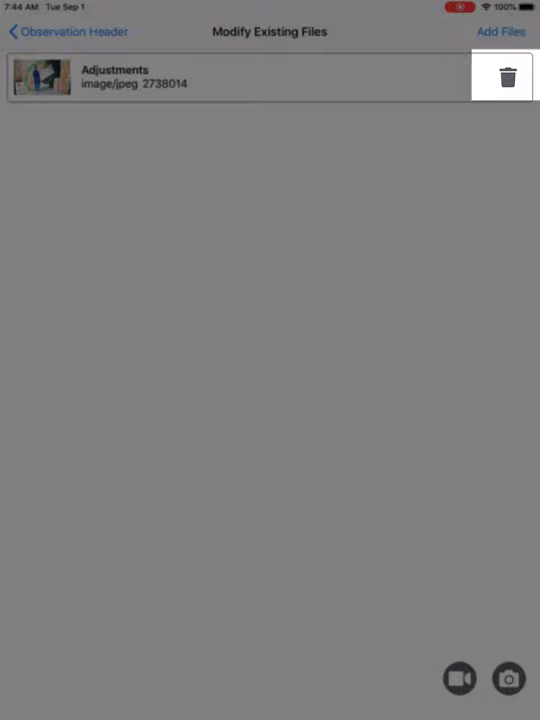 7:44 AM Tue Sep 1
100%
Observation Header
Modify Existing Files
Add Files
Adjustments
image/jpeg 2738014